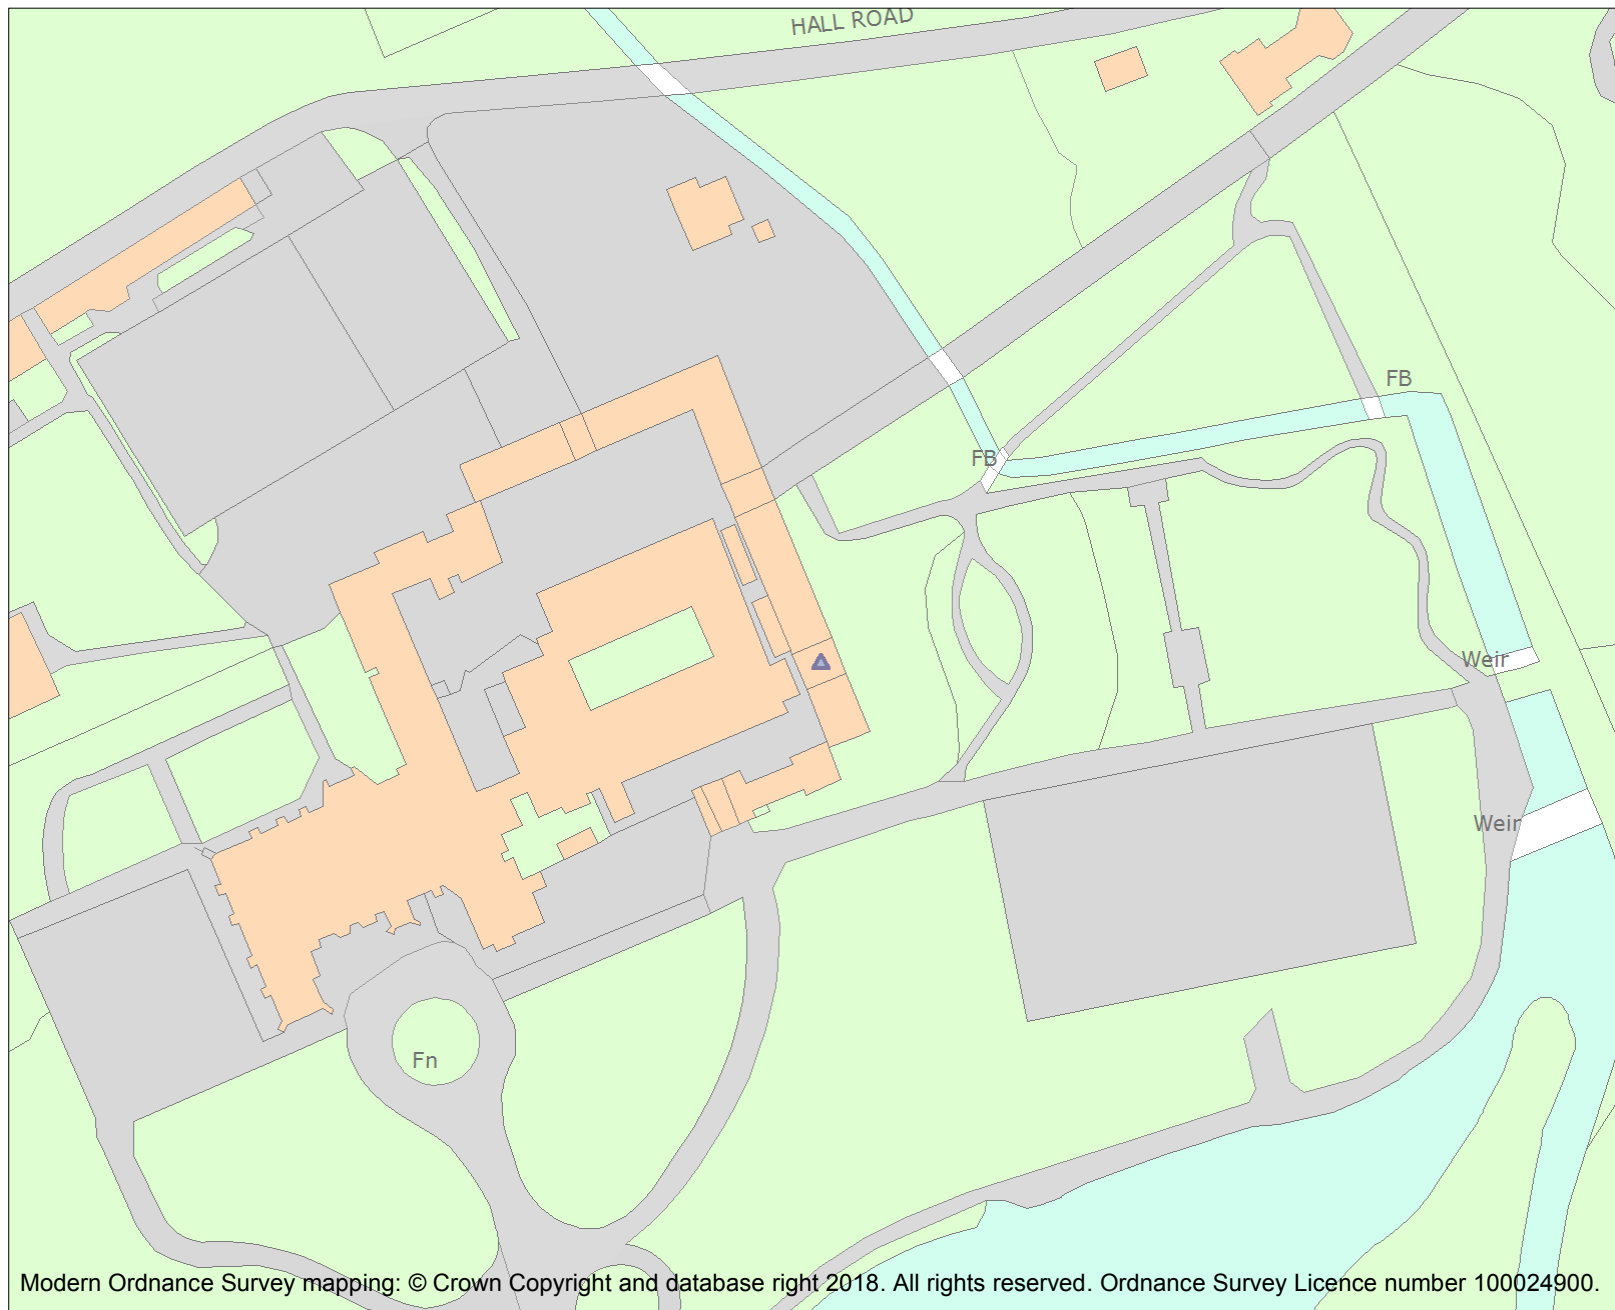 HALL ROAD
FB
FB
Weir
Weir
Fn
Modern Ordnance Survey mapping: © Crown Copyright and database right 2018. All rights reserved. Ordnance Survey Licence number 100024900.